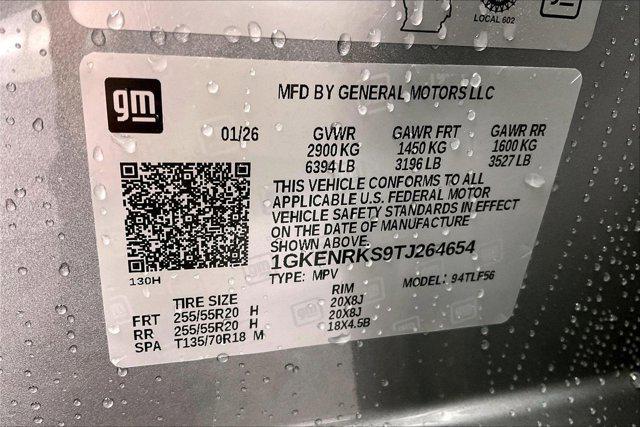 LOCAL 602
gm
MFD BY GENERAL MOTORS LLC
01/26 GVWR GAWR FRT GAWR RR
2900 KG 1450 KG 1600 KG
6394 LB 3196 LB 3527 LB
THIS VEHICLE CONFORMS TO ALL
APPLICABLE U.S. FEDERAL MOTOR
VEHICLE SAFETY STANDARDS IN EFFECT
ON THE DATE OF MANUFACTURE
SHOWN ABOVE.
1GKENRKS9TJ264654
130H
TYPE: MPV MODEL: 94TLF56
TIRE SIZE RIM
FRT 255/55R20 H 20X8J
RR 255/55R20 H 20X8J
SPA T135/70R18 M 18X4.5B